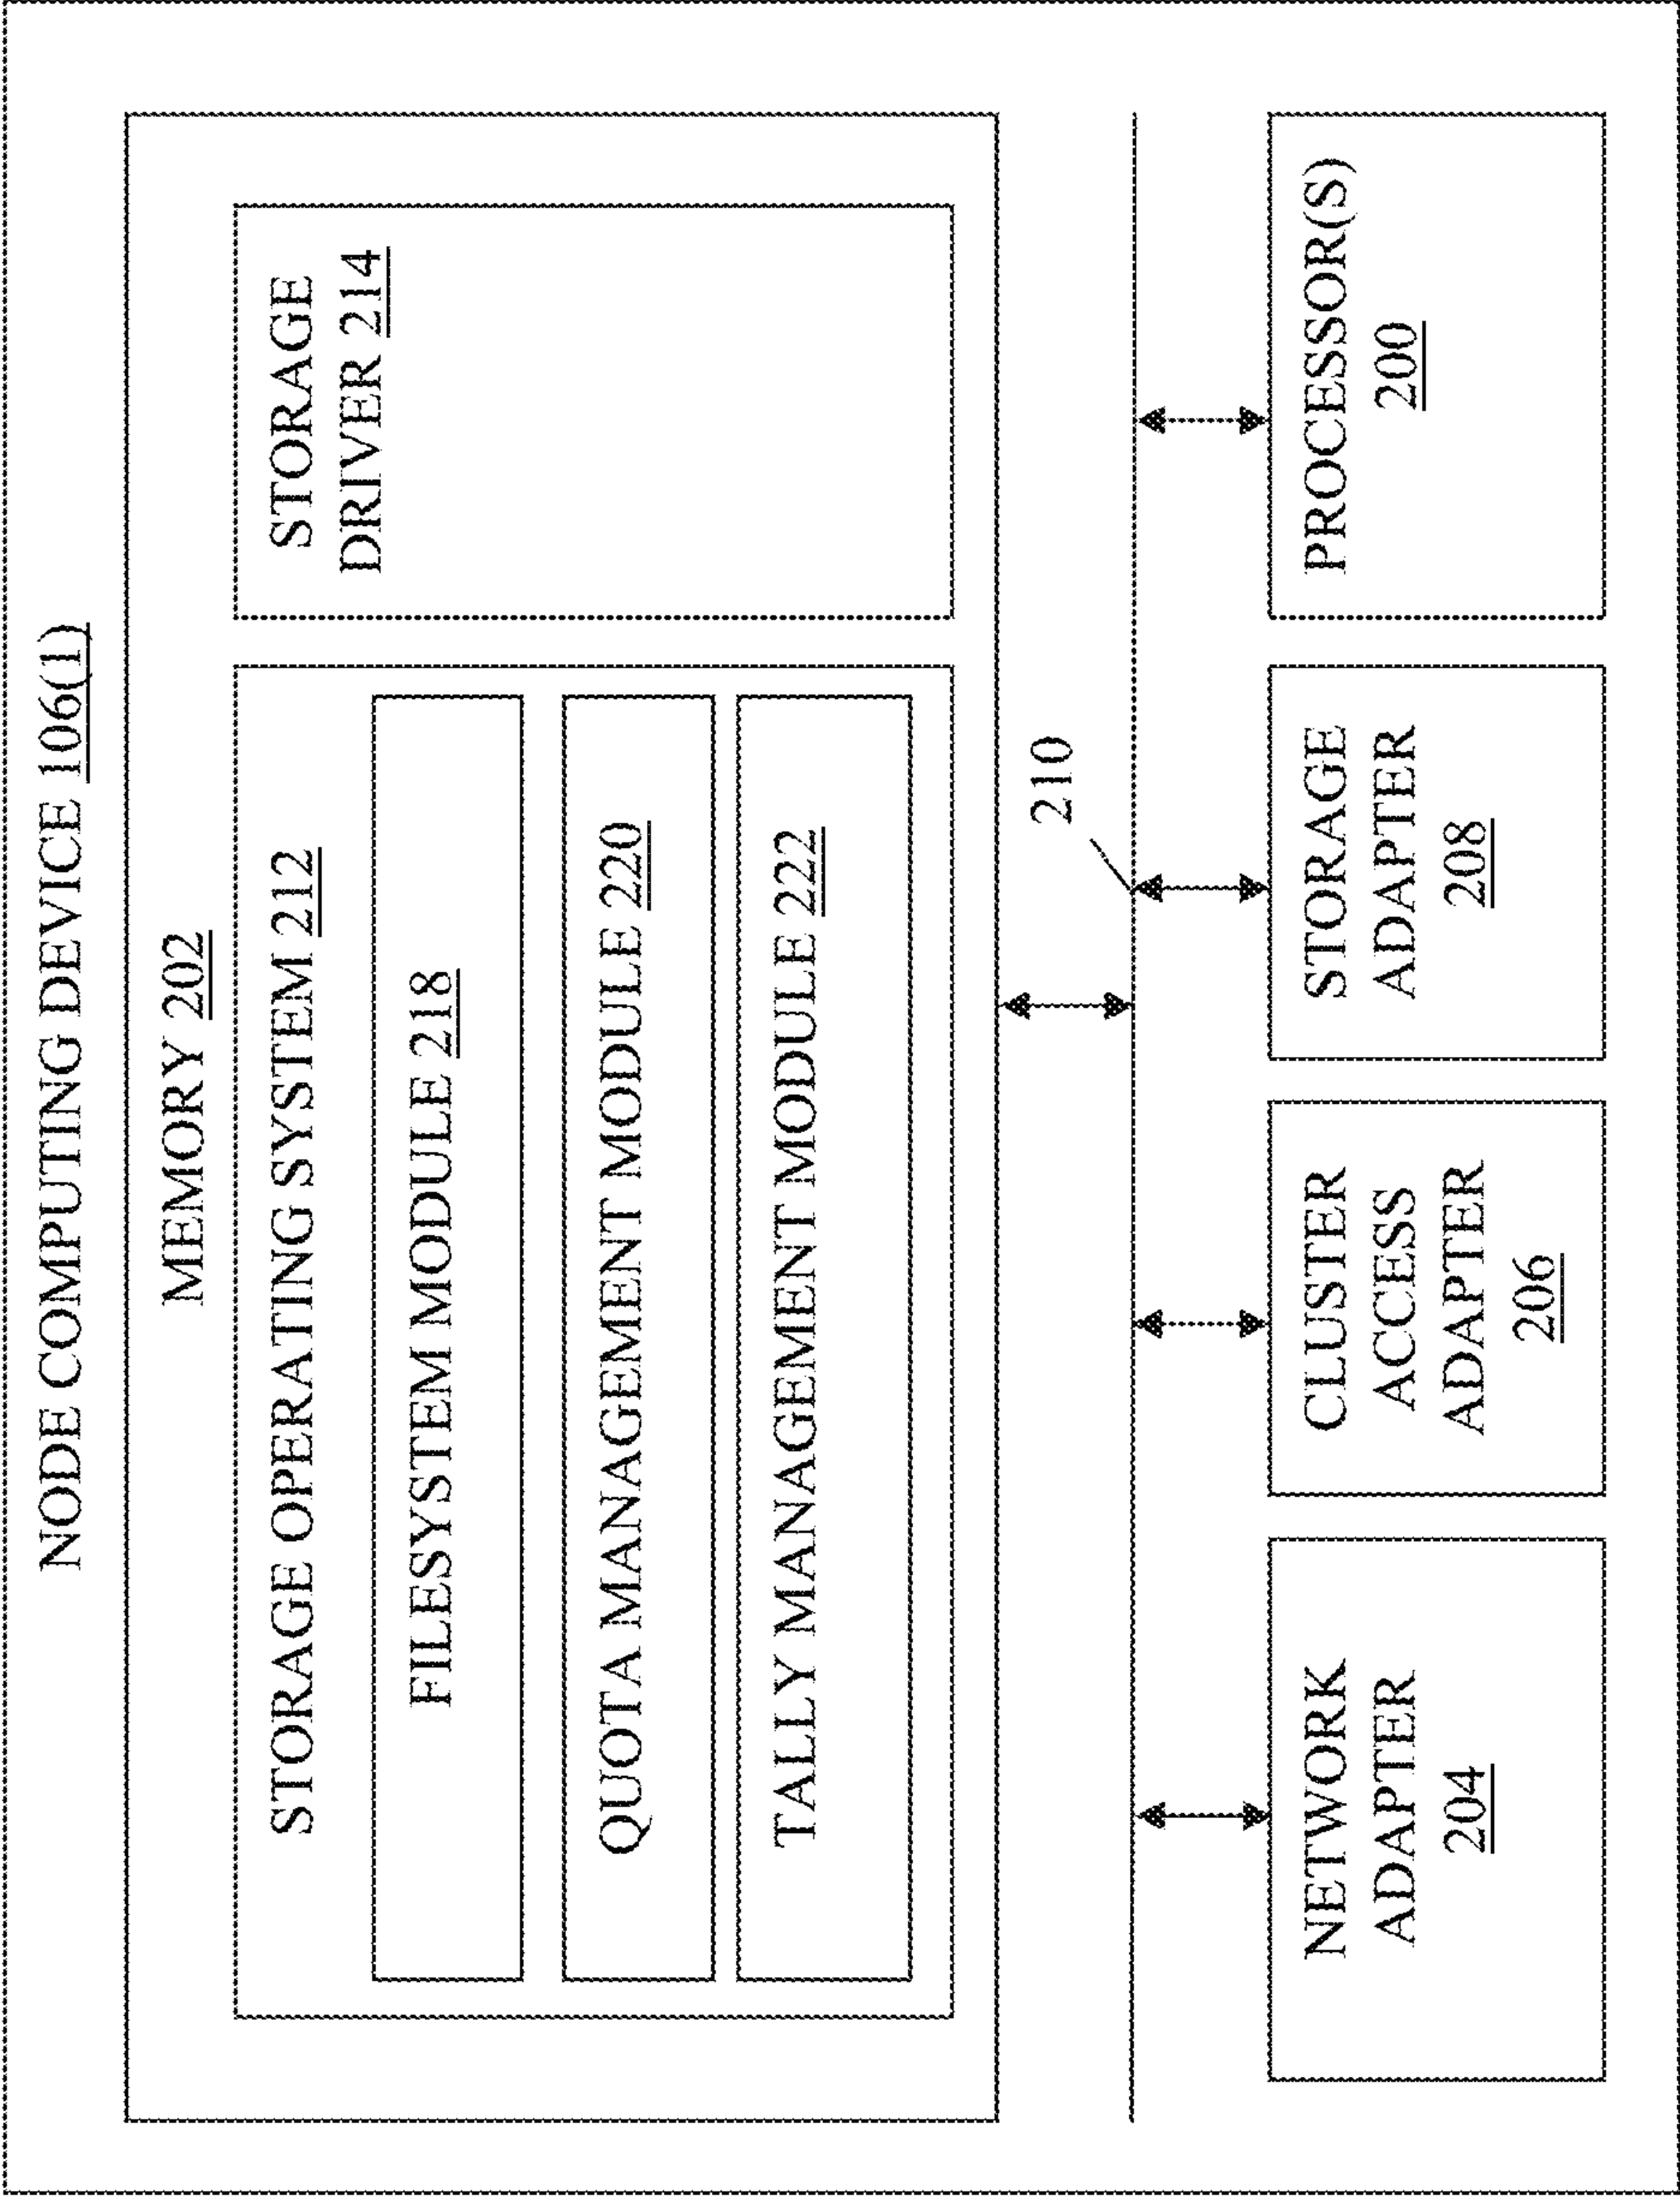 NODE COMPUTING DEVICE 106(1)
MEMORY 202
STORAGE OPERATING SYSTEM 212
FILESYSTEM MODULE 218
QUOTA MANAGEMENT MODULE 220
TALLY MANAGEMENT MODULE 222
STORAGE
DRIVER 214
210
NETWORK
ADAPTER
204
CLUSTER
ACCESS
ADAPTER
206
STORAGE
ADAPTER
208
PROCESSOR(S)
200